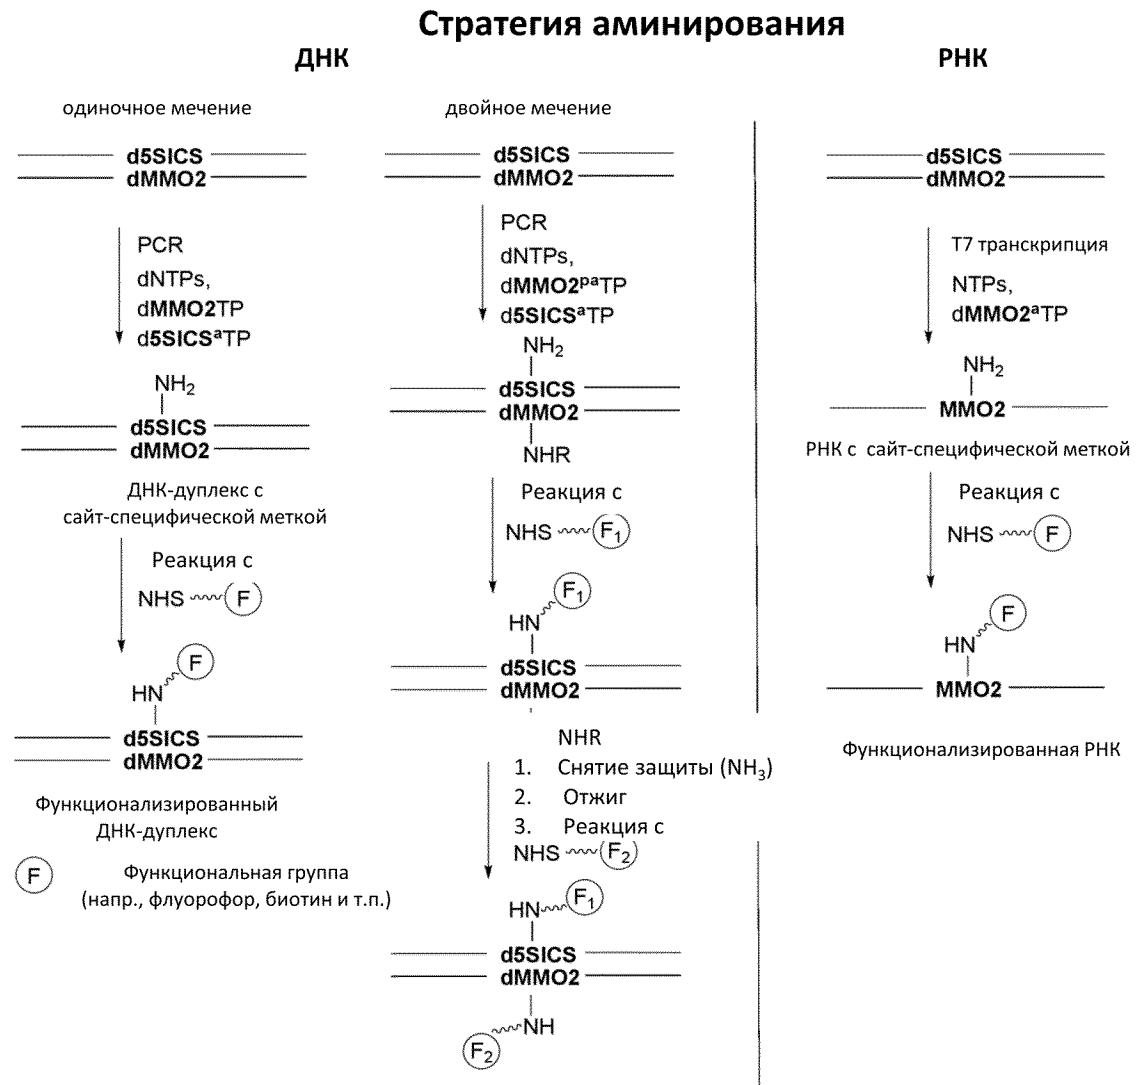 Стратегия аминирования
ДНК
одиночное мечение
d5SICS
dMMO2
PCR
dNTPs,
dMMO2TP
d5SICSᵃTP
NH₂
d5SICS
dMMO2
ДНК-дуплекс с
сайт-специфической меткой
Реакция с
NHS F
F
HN
d5SICS
dMMO2
Функционализированный
ДНК-дуплекс
F Функциональная группа
(напр., флуорофор, биотин и т.п.)
двойное мечение
d5SICS
dMMO2
PCR
dNTPs,
dMMO2ᵖᵃTP
d5SICSᵃTP
NH₂
d5SICS
dMMO2
NHR
Реакция с
NHS F₁
F₁
HN
d5SICS
dMMO2
NHR
1. Снятие защиты (NH₃)
2. Отжиг
3. Реакция с
NHS F₂
HN F₁
d5SICS
dMMO2
NH
F₂
РНК
d5SICS
dMMO2
T7 транскрипция
NTPs,
dMMO2ᵃTP
NH₂
MMO2
РНК с сайт-специфической меткой
Реакция с
NHS F
F
HN
MMO2
Функционализированная РНК